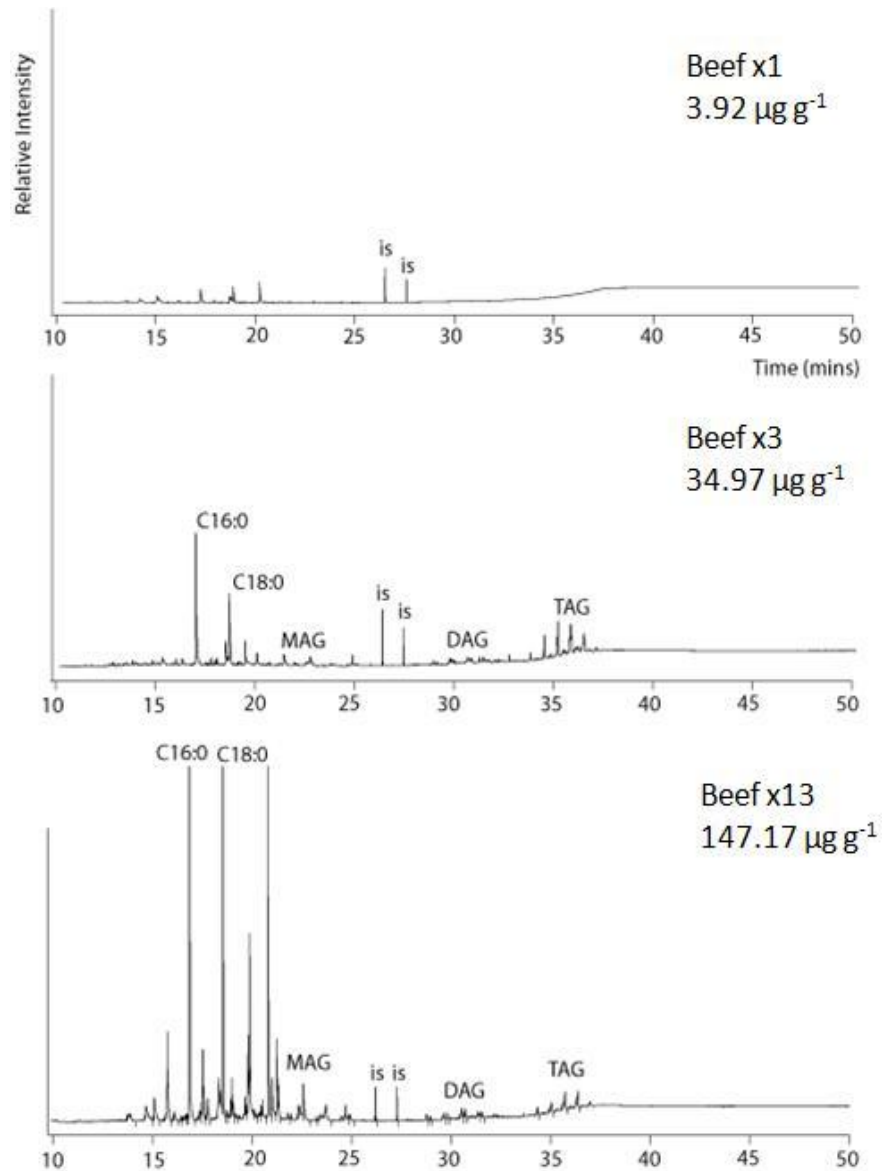 Relative Intensity
Beef x1
3.92 µg g-1
is
is
10 15 20 25 30 35 40 45 50
Time (mins)
Beef x3
34.97 µg g-1
C16:0
C18:0
MAG
is
is
DAG
TAG
10 15 20 25 30 35 40 45 50
C16:0 C18:0
Beef x13
147.17 µg g-1
MAG
is is
DAG
TAG
10 15 20 25 30 35 40 45 50